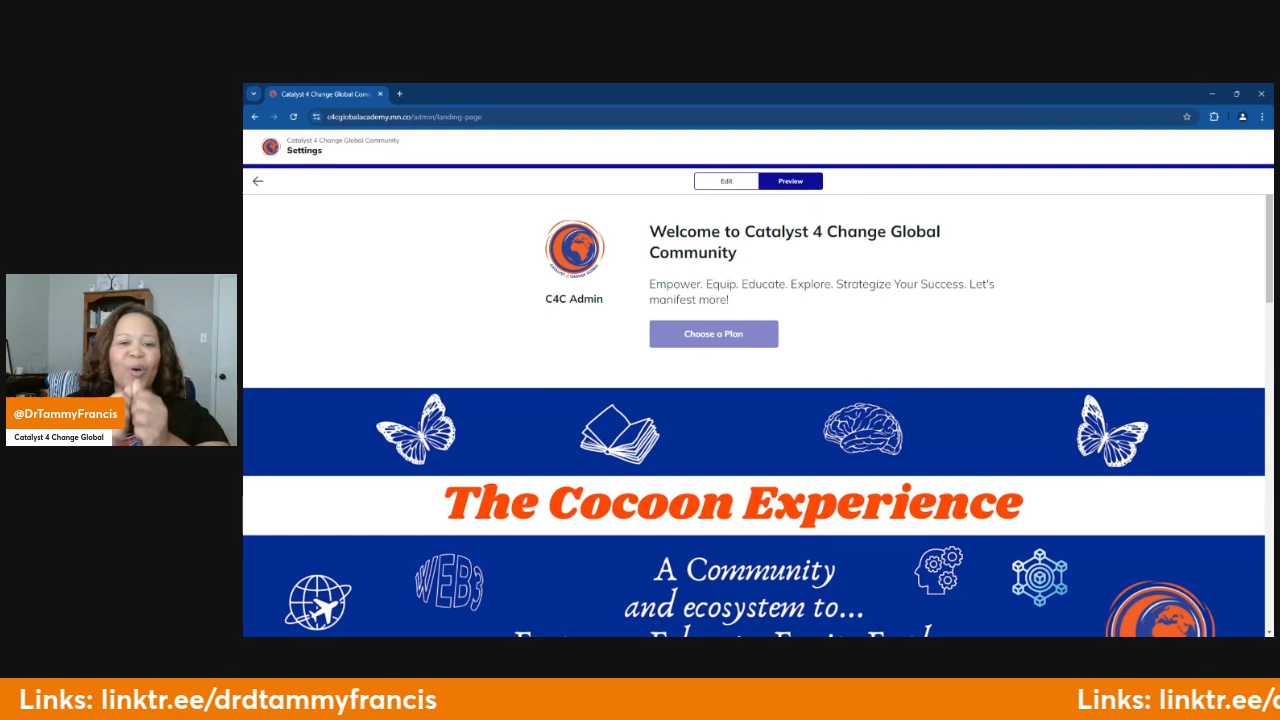 Catalyst 4 Change Global Com
c4cglobalacademy.mn.co/admin/landing-page
Catalyst 4 Change Global Community
Settings
Edit
Preview
Welcome to Catalyst 4 Change Global
Community
C4C Admin
Empower. Equip. Educate. Explore. Strategize Your Success. Let's
manifest more!
Choose a Plan
The Cocoon Experience
WEB3
A Community
and ecosystem to...
@DrTammyFrancis
Catalyst 4 Change Global
Links: linktr.ee/drdtammyfrancis
Links: linktr.ee/